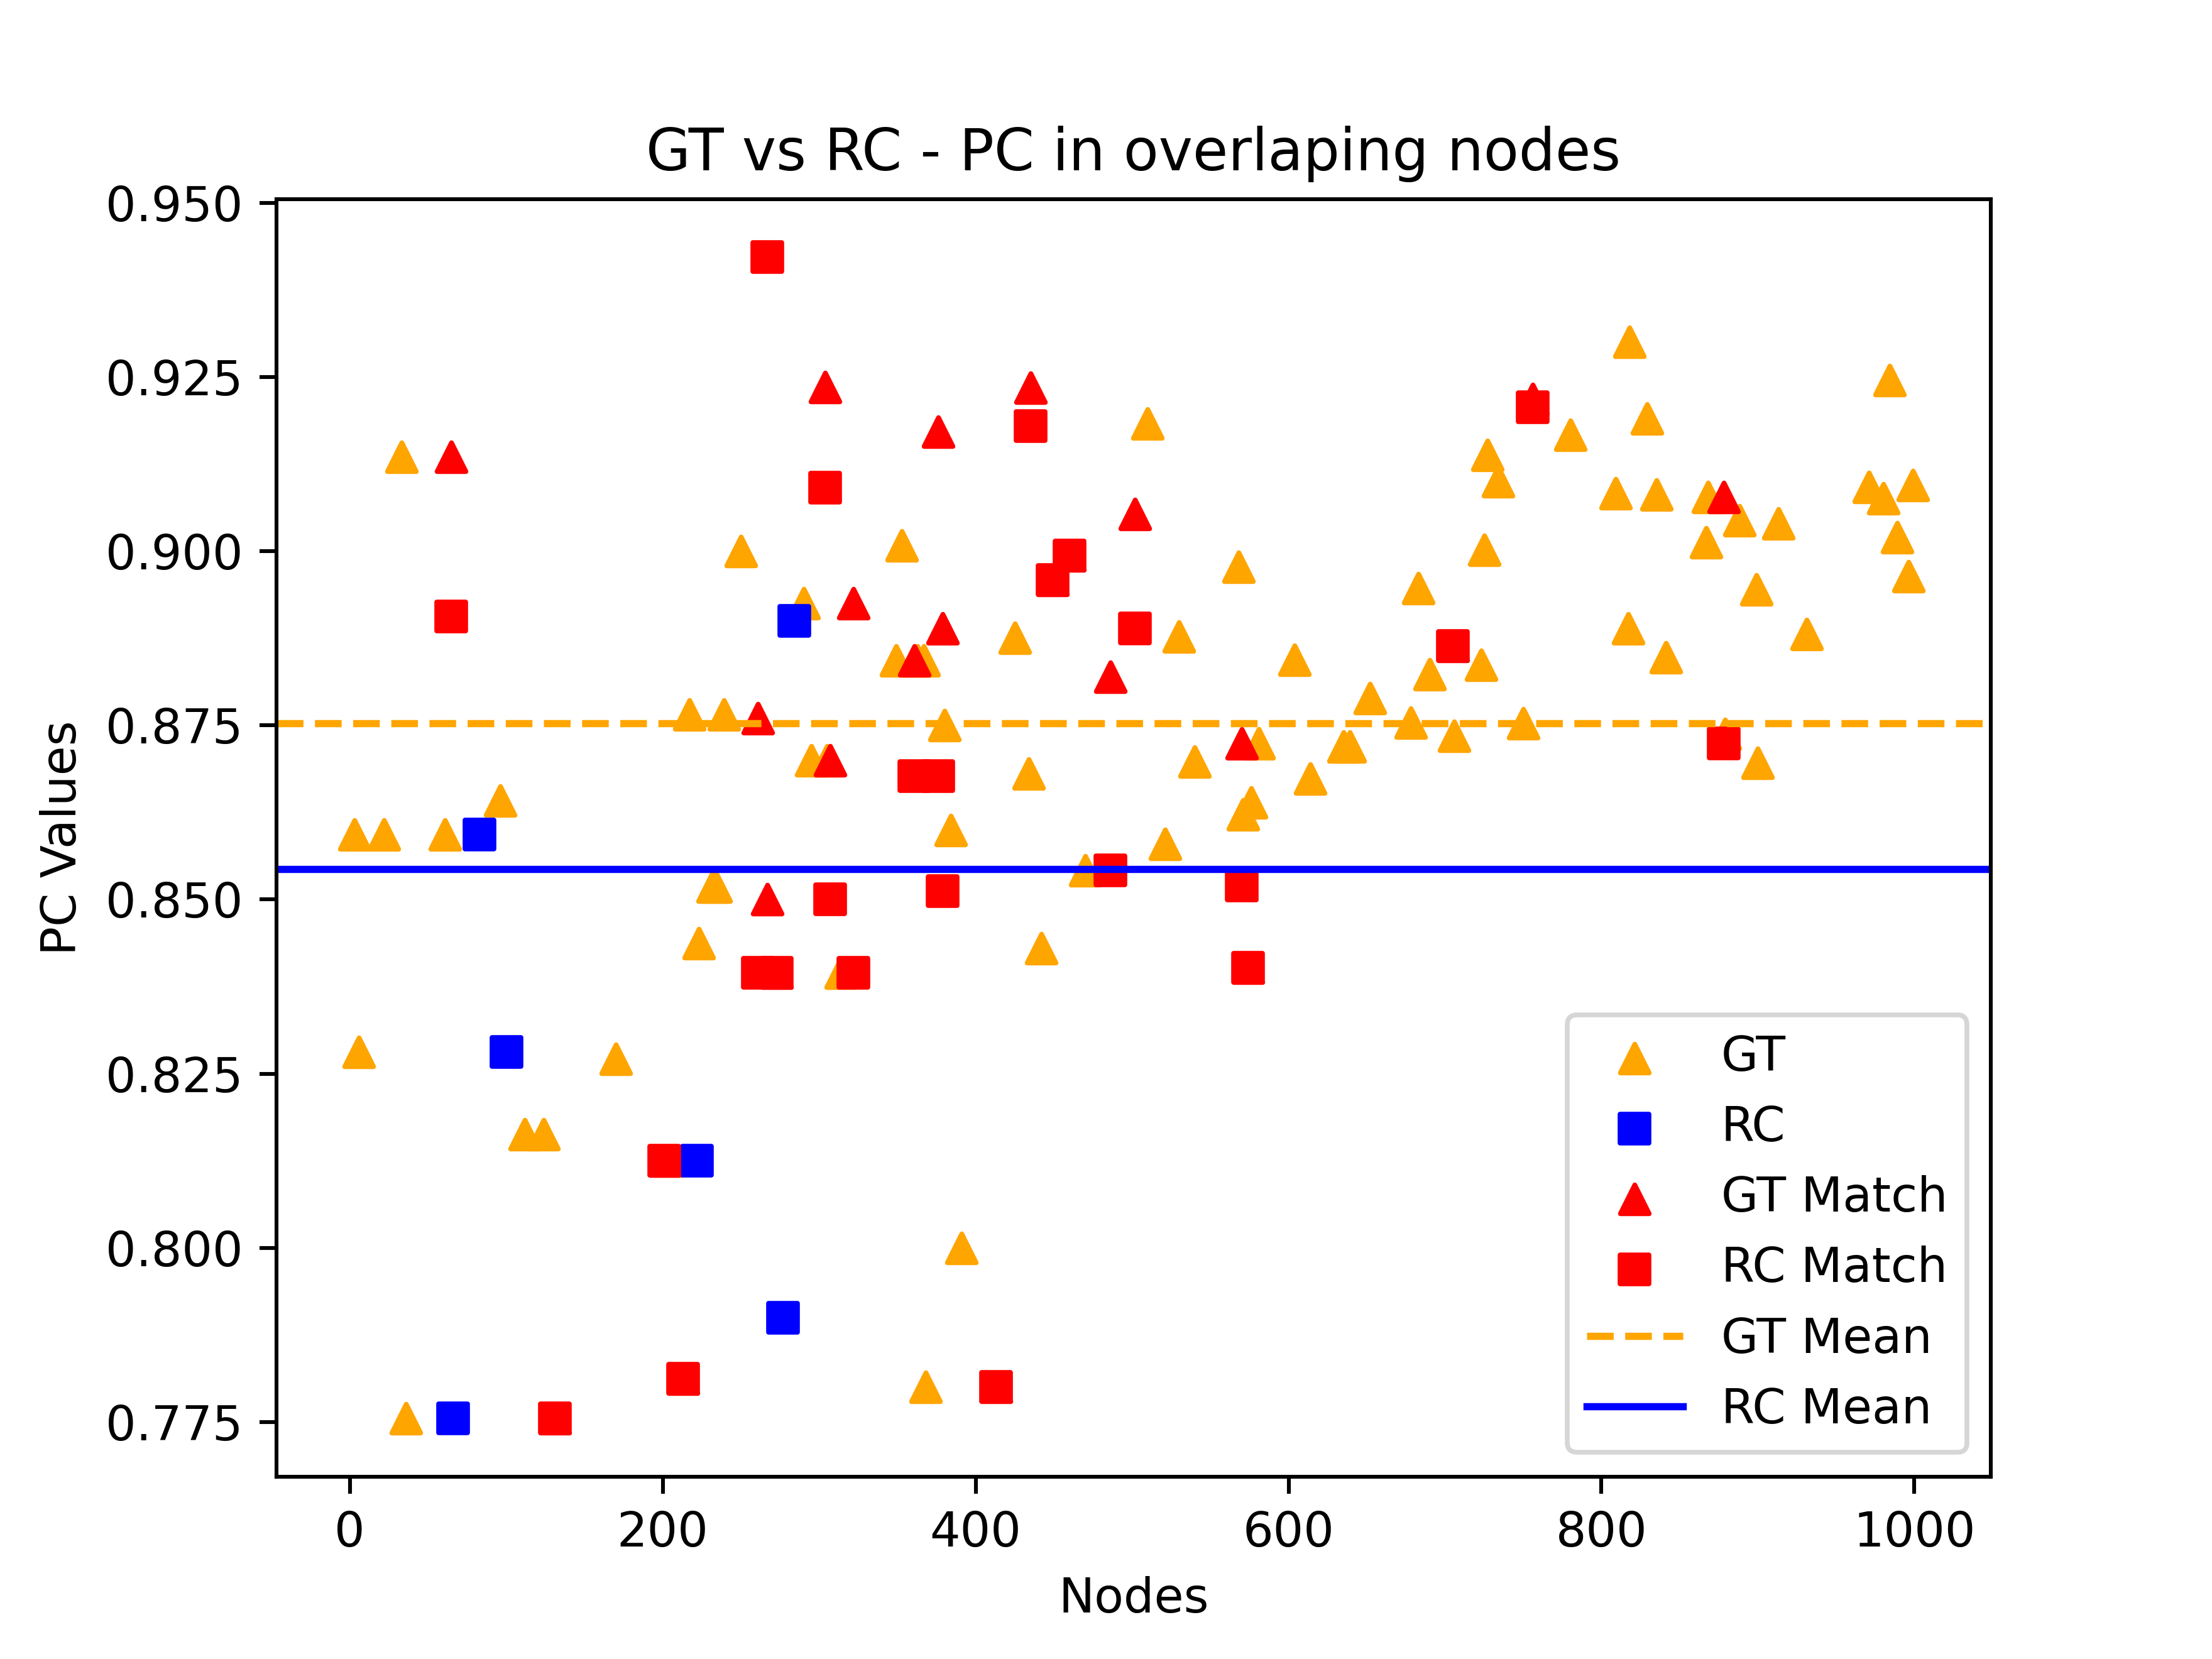 GT vs RC - PC in overlaping nodes
0.950
0.925
0.900
0.875
0.850
0.825
0.800
0.775
PC Values
0 200 400 600 800 1000
Nodes
GT
RC
GT Match
RC Match
GT Mean
RC Mean